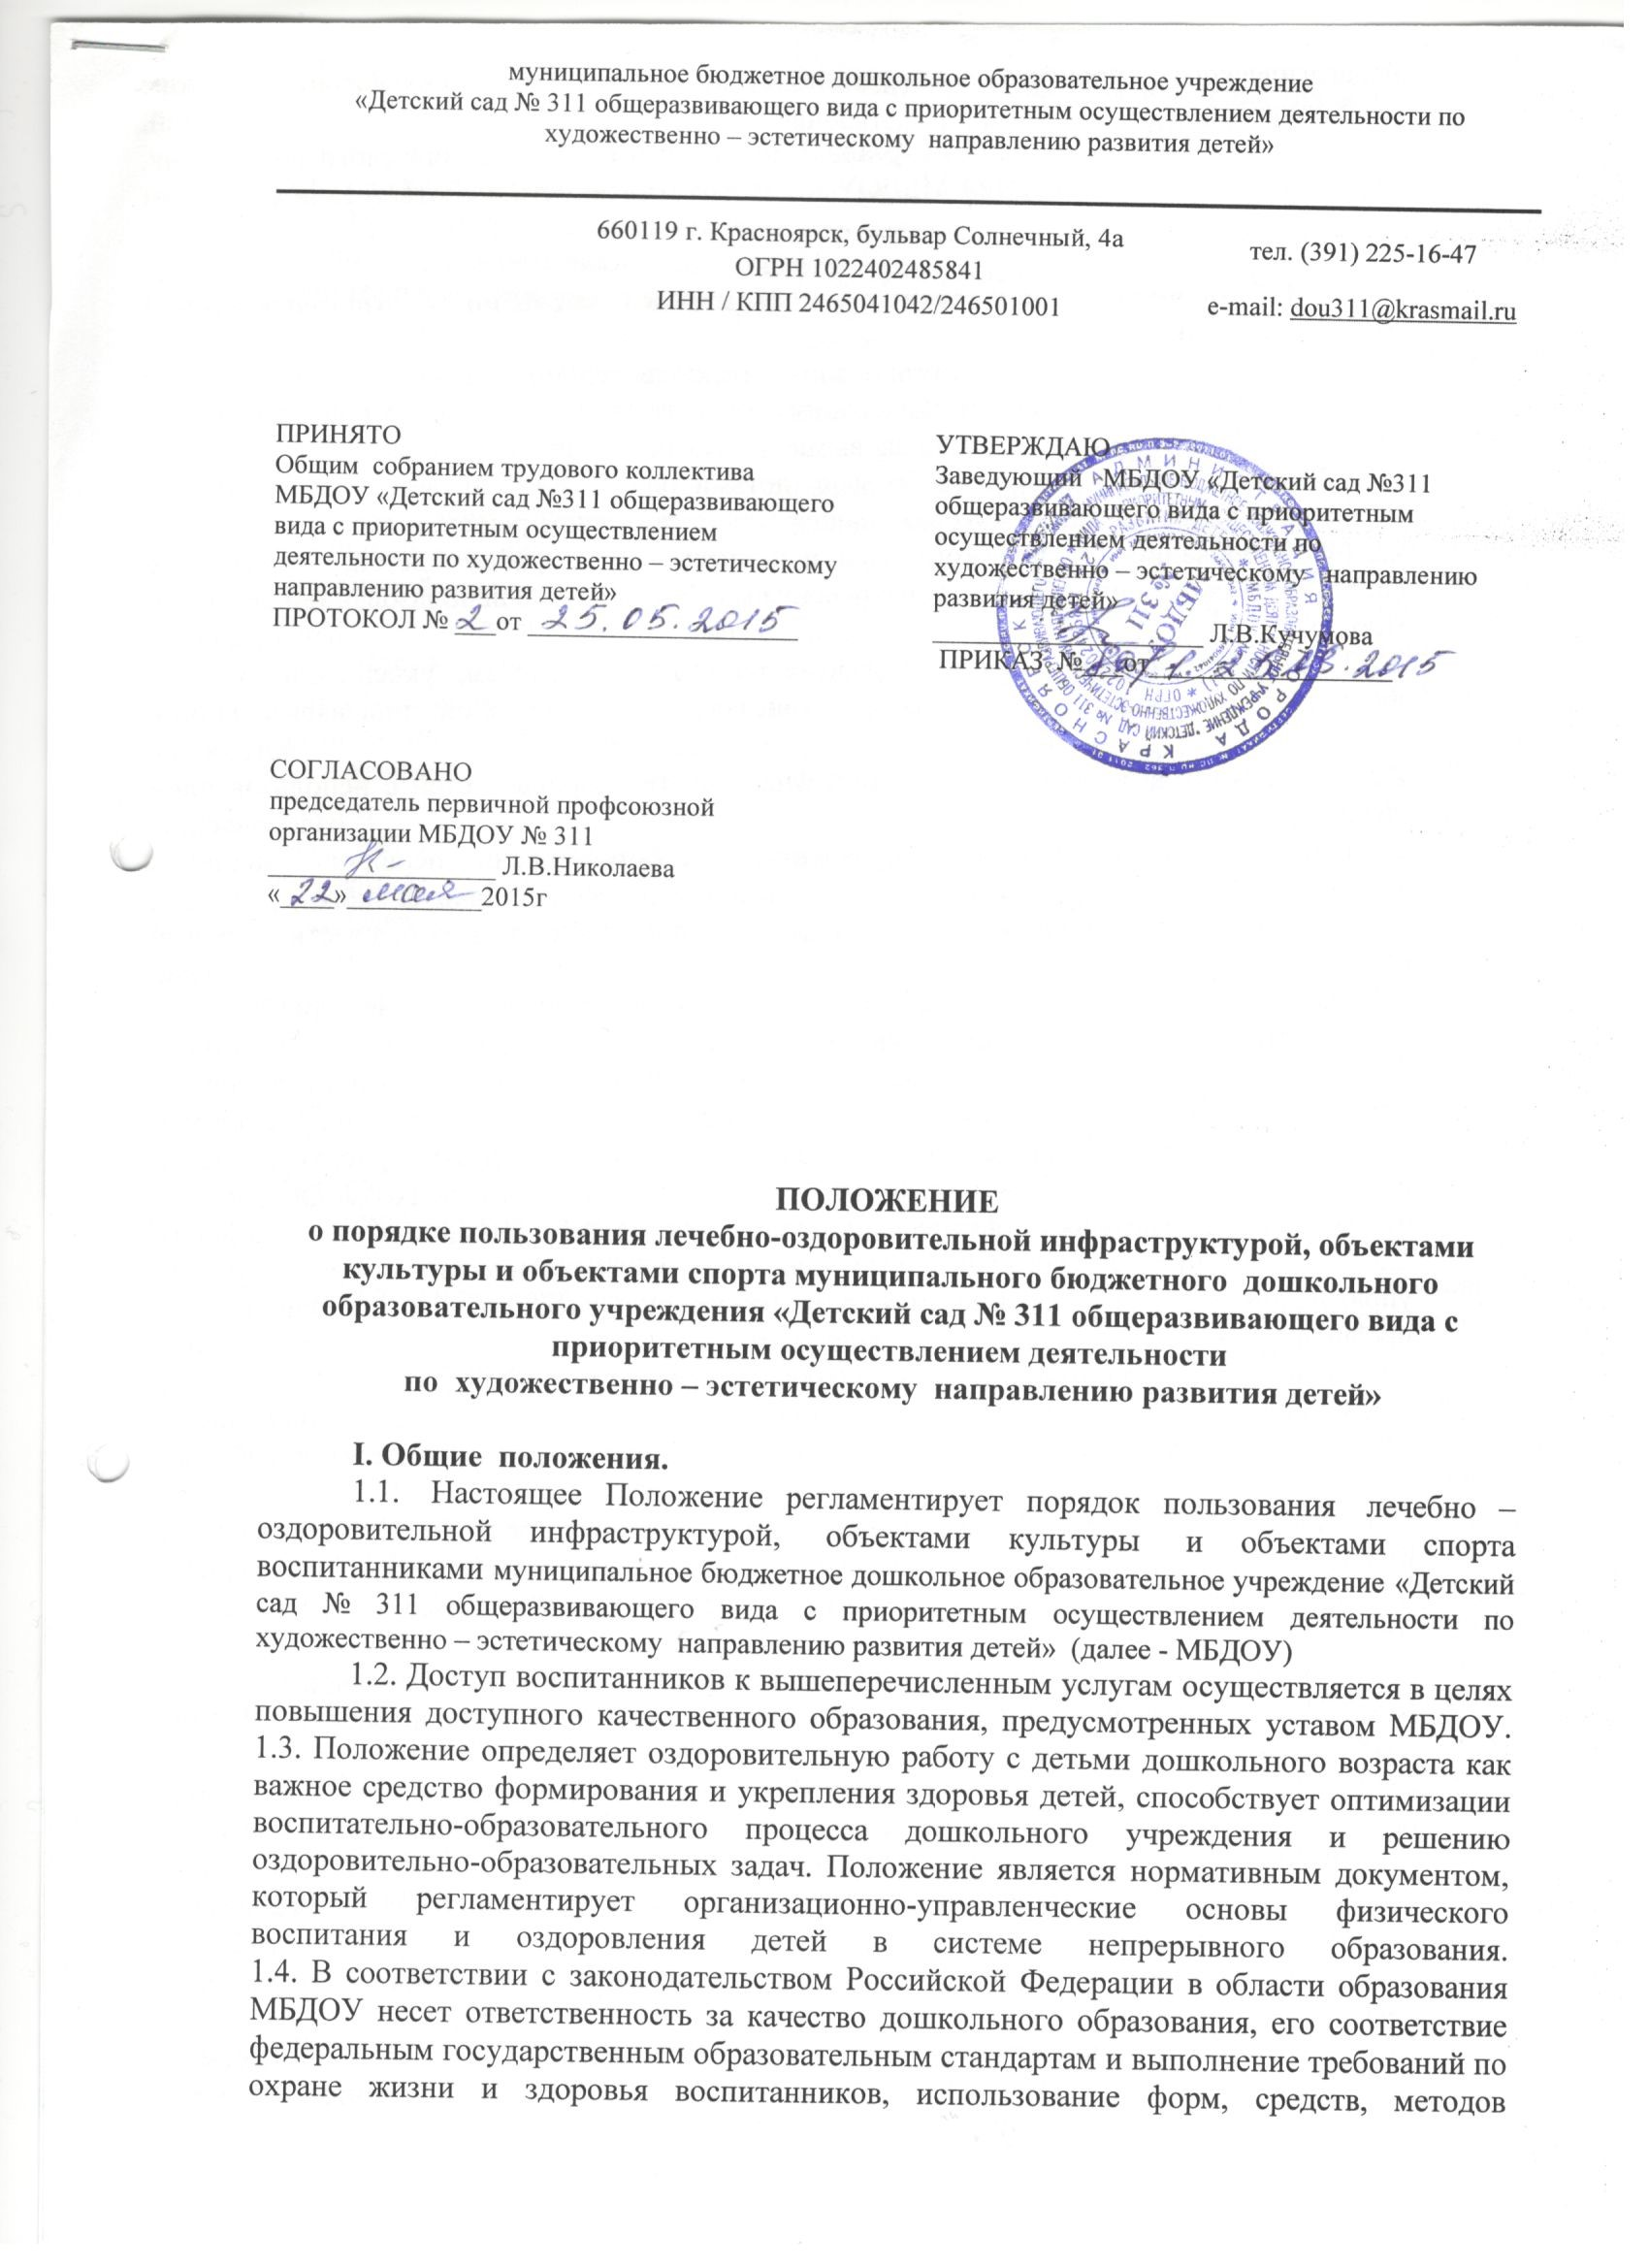 муниципальное бюджетное дошкольное образовательное учреждение
«Детский сад № 311 общеразвивающего вида с приоритетным осуществлением деятельности по
художественно – эстетическому направлению развития детей»
660119 г. Красноярск, бульвар Солнечный, 4а
ОГРН 1022402485841
ИНН / КПП 2465041042/246501001
тел. (391) 225-16-47
e-mail: dou311@krasmail.ru
ПРИНЯТО
Общим собранием трудового коллектива
МБДОУ «Детский сад №311 общеразвивающего
вида с приоритетным осуществлением
деятельности по художественно – эстетическому
направлению развития детей»
ПРОТОКОЛ № 2 от 25.05.2015
УТВЕРЖДАЮ
Заведующий МБДОУ «Детский сад №311
общеразвивающего вида с приоритетным
осуществлением деятельности по
художественно – эстетическому направлению
развития детей»
Л.В.Кучумова
ПРИКАЗ № от 2015
СОГЛАСОВАНО
председатель первичной профсоюзной
организации МБДОУ № 311
Л.В.Николаева
«22» мая 2015г
ПОЛОЖЕНИЕ
о порядке пользования лечебно-оздоровительной инфраструктурой, объектами
культуры и объектами спорта муниципального бюджетного дошкольного
образовательного учреждения «Детский сад № 311 общеразвивающего вида с
приоритетным осуществлением деятельности
по художественно – эстетическому направлению развития детей»
I. Общие положения.
1.1. Настоящее Положение регламентирует порядок пользования лечебно –
оздоровительной инфраструктурой, объектами культуры и объектами спорта
воспитанниками муниципальное бюджетное дошкольное образовательное учреждение «Детский
сад № 311 общеразвивающего вида с приоритетным осуществлением деятельности по
художественно – эстетическому направлению развития детей» (далее - МБДОУ)
1.2. Доступ воспитанников к вышеперечисленным услугам осуществляется в целях
повышения доступного качественного образования, предусмотренных уставом МБДОУ.
1.3. Положение определяет оздоровительную работу с детьми дошкольного возраста как
важное средство формирования и укрепления здоровья детей, способствует оптимизации
воспитательно-образовательного процесса дошкольного учреждения и решению
оздоровительно-образовательных задач. Положение является нормативным документом,
который регламентирует организационно-управленческие основы физического
воспитания и оздоровления детей в системе непрерывного образования.
1.4. В соответствии с законодательством Российской Федерации в области образования
МБДОУ несет ответственность за качество дошкольного образования, его соответствие
федеральным государственным образовательным стандартам и выполнение требований по
охране жизни и здоровья воспитанников, использование форм, средств, методов